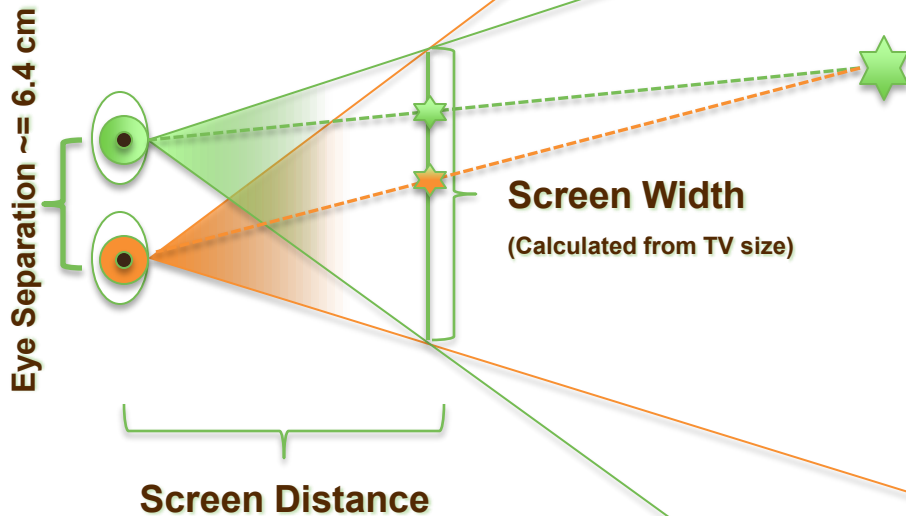 Eye Separation ~= 6.4 cm
Screen Width
(Calculated from TV size)
Screen Distance